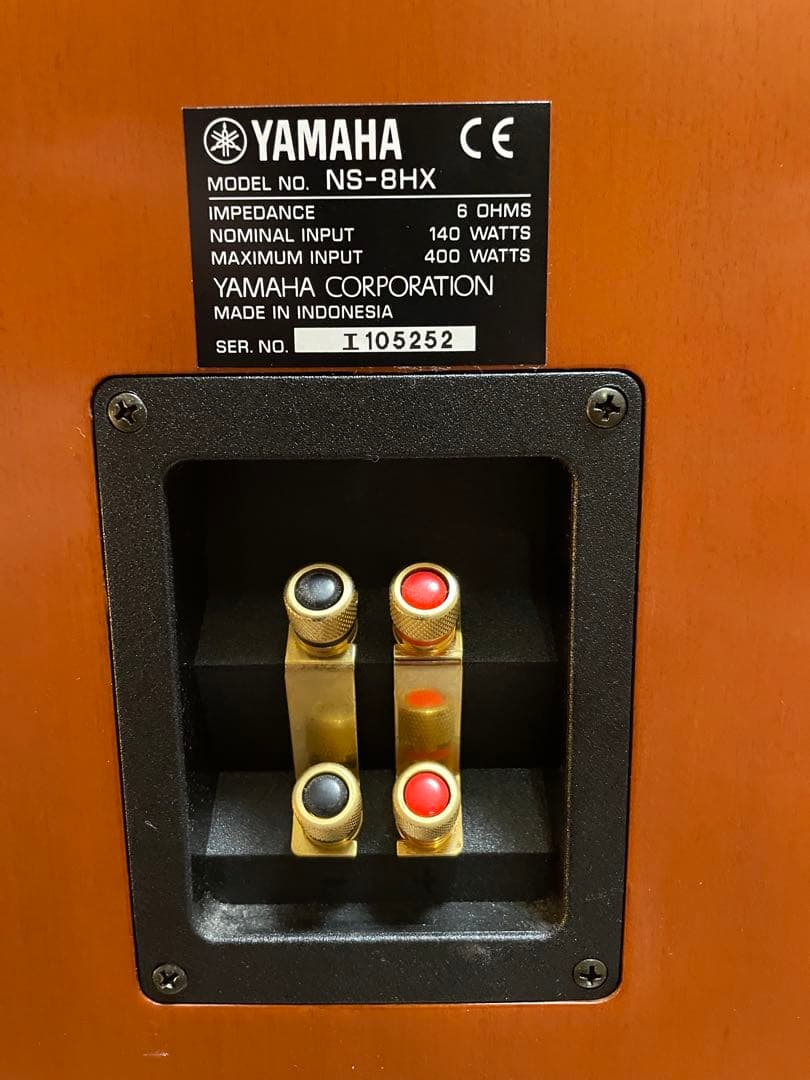 YAMAHA CE
MODEL NO. NS-8HX
IMPEDANCE 6 OHMS
NOMINAL INPUT 140 WATTS
MAXIMUM INPUT 400 WATTS
YAMAHA CORPORATION
MADE IN INDONESIA
SER. NO. I105252